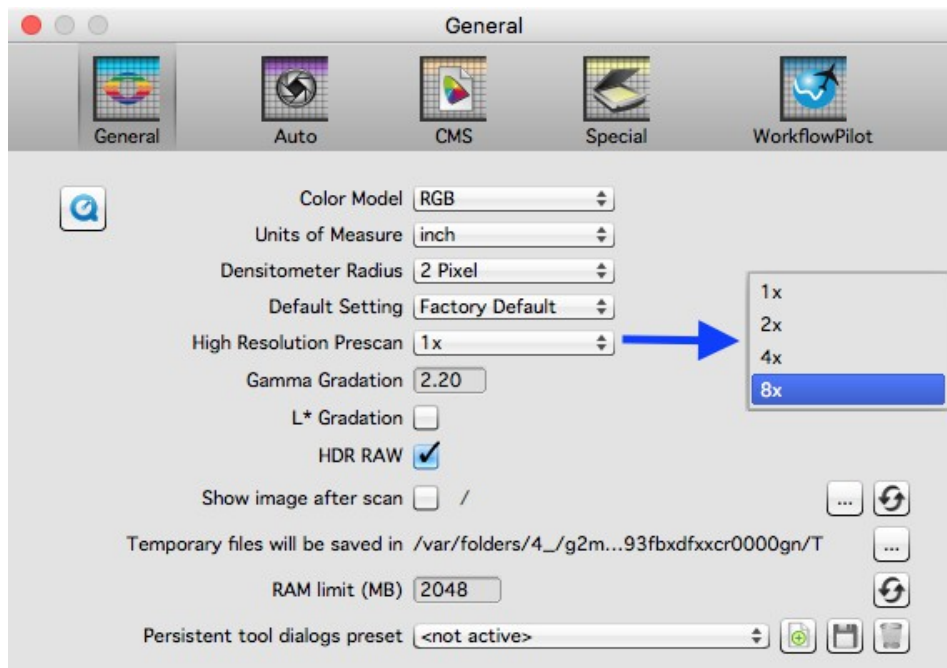 General
General Auto CMS Special WorkflowPilot
Color Model RGB
Units of Measure inch
Densitometer Radius 2 Pixel
1x
Default Setting Factory Default
2x
High Resolution Prescan 1x
4x
Gamma Gradation 2.20
8x
L* Gradation
HDR RAW
Show image after scan /
...
Temporary files will be saved in /var/folders/4_/g2m...93fbxdfxxcr0000gn/T
...
RAM limit (MB) 2048
Persistent tool dialogs preset <not active>